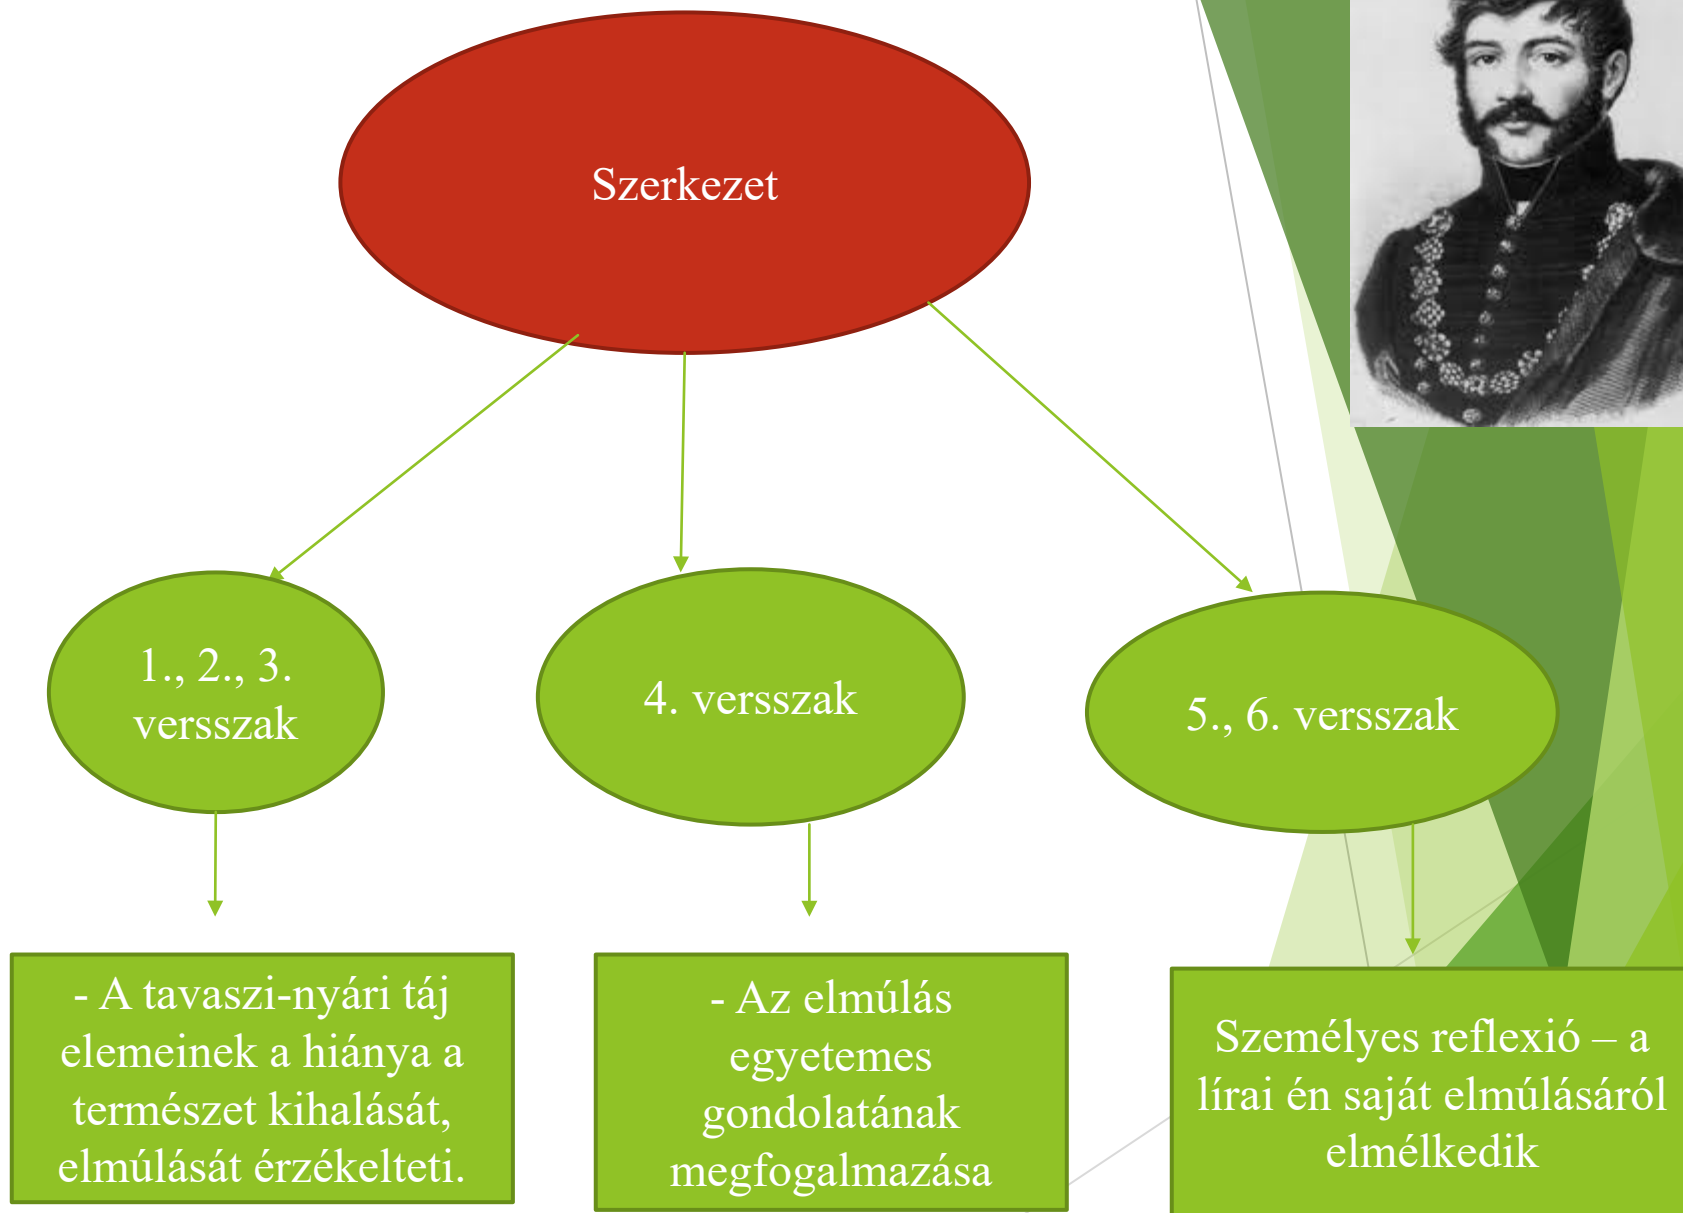 Szerkezet
1., 2., 3.
versszak
4. versszak
5., 6. versszak
- A tavaszi-nyári táj
elemeinek a hiánya a
természet kihalását,
elmúlását érzékelteti.
- Az elmúlás
egyetemes
gondolatának
megfogalmazása
Személyes reflexió – a
lírai én saját elmúlásáról
elmélkedik